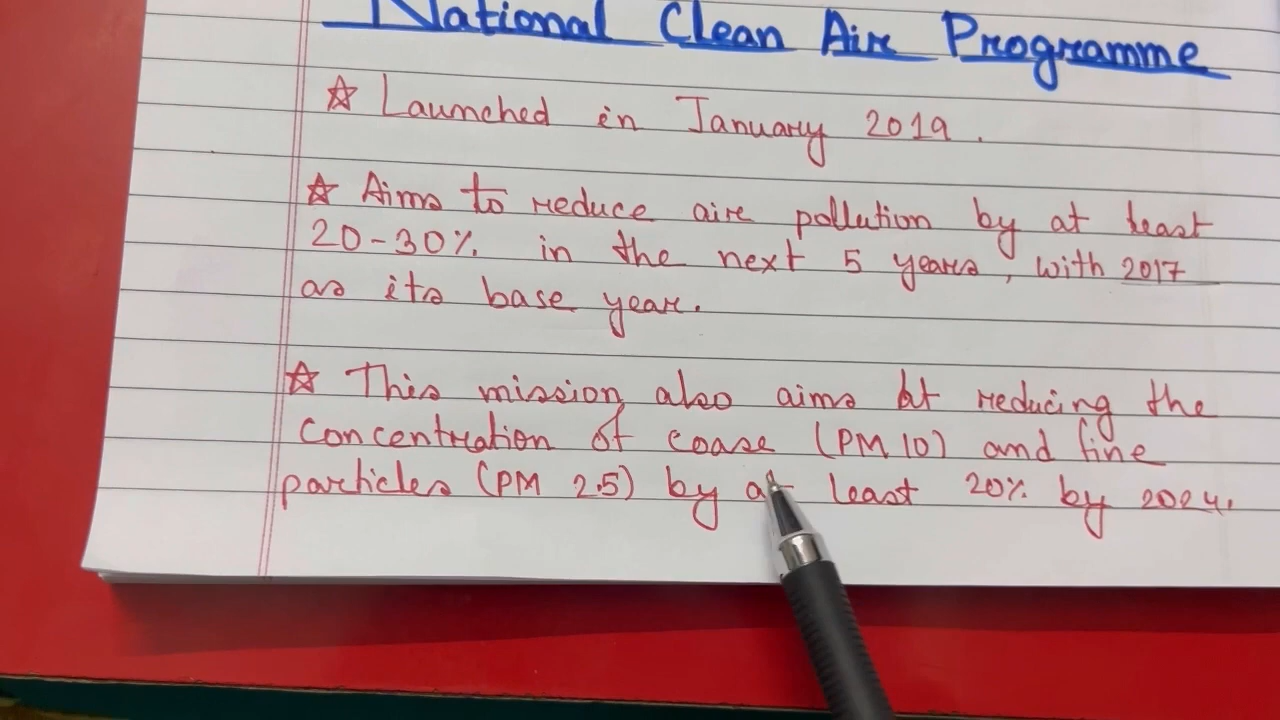 National Clean Air Programme
☆ Launched in January 2019.
☆ Aims to reduce air pollution by at least
20-30% in the next 5 years, with 2017
as its base year.
☆ This mission also aims at reducing the
concentration of coase (PM 10) and fine
particles (PM 2.5) by at least 20% by 2024.